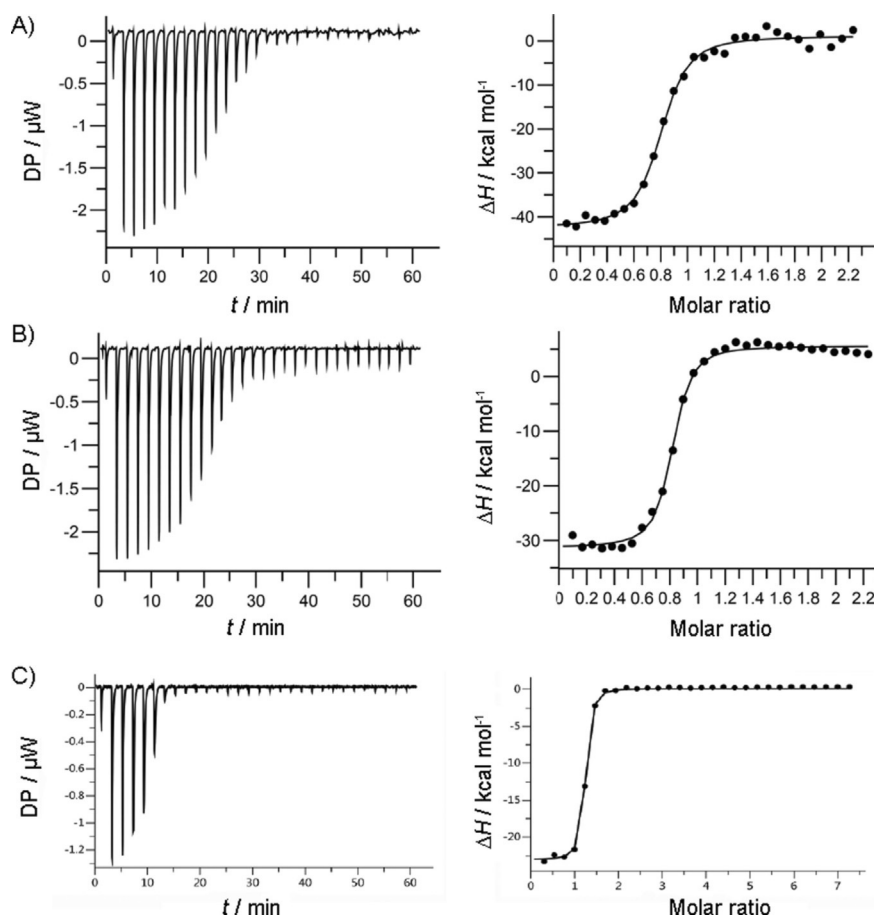 A)
DP / µW
0
-0.5
-1
-1.5
-2
0 10 20 30 40 50 60
t / min
ΔH / kcal mol-1
0
-10
-20
-30
-40
0 0.2 0.4 0.6 0.8 1 1.2 1.4 1.6 1.8 2 2.2
Molar ratio
B)
DP / µW
0
-0.5
-1
-1.5
-2
0 10 20 30 40 50 60
t / min
ΔH / kcal mol-1
0
-10
-20
-30
0 0.2 0.4 0.6 0.8 1 1.2 1.4 1.6 1.8 2 2.2
Molar ratio
C)
DP / µW
0
-0.2
-0.4
-0.6
-0.8
-1
-1.2
0 10 20 30 40 50 60
t / min
ΔH / kcal mol-1
0
-5
-10
-15
-20
0 1 2 3 4 5 6 7
Molar ratio